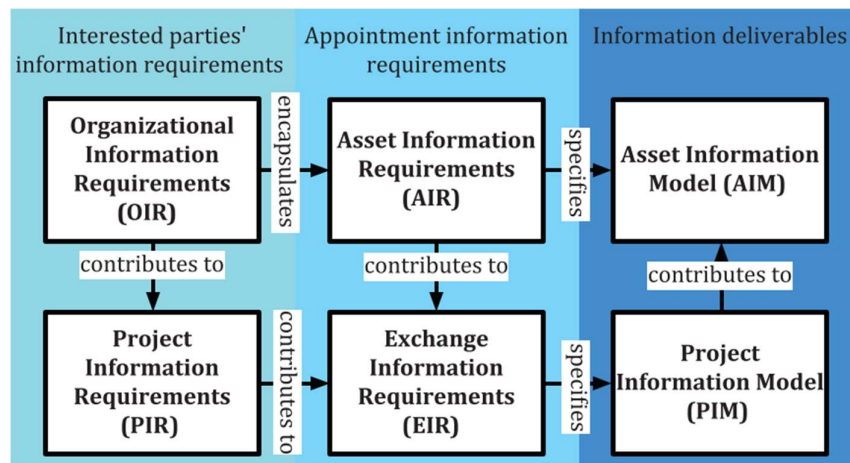 Interested parties'
information requirements
Appointment information
requirements
Information deliverables
Organizational
Information
Requirements
(OIR)
encapsulates
Asset Information
Requirements
(AIR)
specifies
Asset Information
Model (AIM)
contributes to
contributes to
contributes to
Project
Information
Requirements
(PIR)
contributes to
Exchange
Information
Requirements
(EIR)
specifies
Project
Information Model
(PIM)